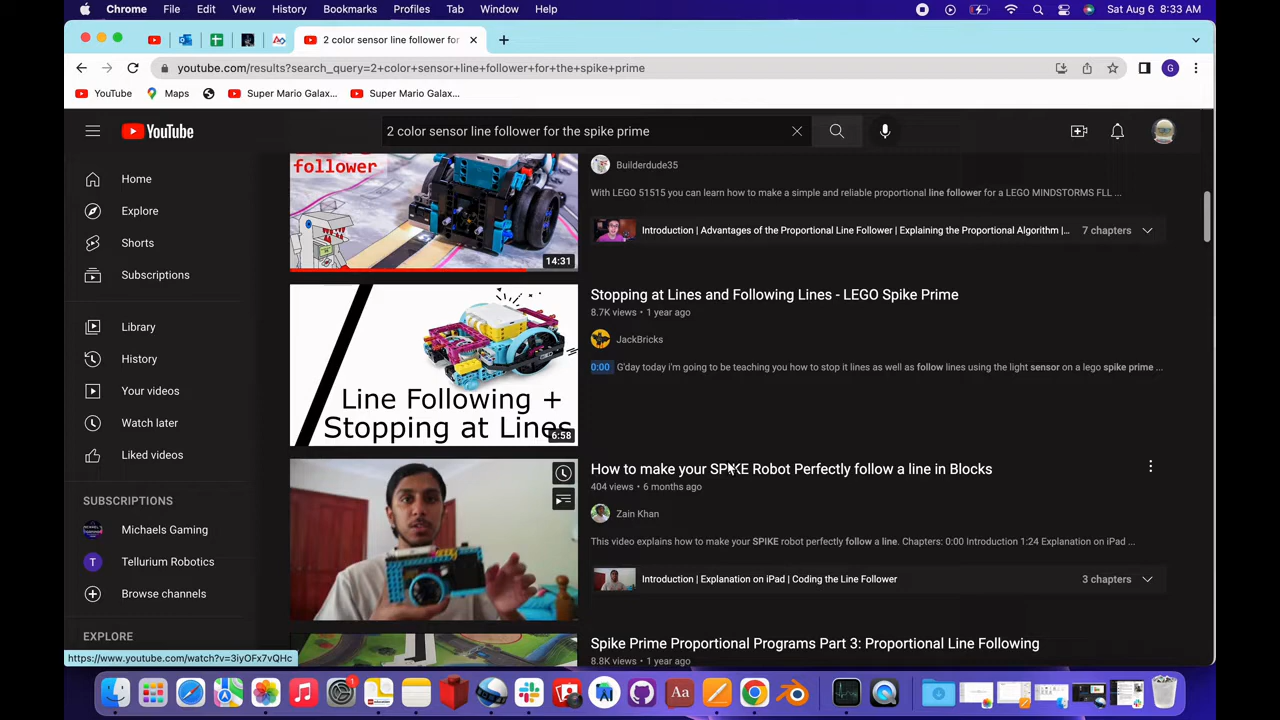 Chrome File Edit View History Bookmarks Profiles Tab Window Help Sat Aug 6 8:33 AM
2 color sensor line follower for
youtube.com/results?search_query=2+color+sensor+line+follower+for+the+spike+prime
G
YouTube Maps Super Mario Galax... Super Mario Galax...
YouTube
2 color sensor line follower for the spike prime
Home
Explore
Shorts
Subscriptions
Library
History
Your videos
Watch later
Liked videos
SUBSCRIPTIONS
Michaels Gaming
T Tellurium Robotics
Browse channels
EXPLORE
follower
14:31
Builderdude35
With LEGO 51515 you can learn how to make a simple and reliable proportional line follower for a LEGO MINDSTORMS FLL ...
Introduction | Advantages of the Proportional Line Follower | Explaining the Proportional Algorithm |... 7 chapters
Line Following +
Stopping at Lines
6:58
Stopping at Lines and Following Lines - LEGO Spike Prime
8.7K views • 1 year ago
JackBricks
0:00 G'day today i'm going to be teaching you how to stop it lines as well as follow lines using the light sensor on a lego spike prime ...
How to make your SPIKE Robot Perfectly follow a line in Blocks
404 views • 6 months ago
Zain Khan
This video explains how to make your SPIKE robot perfectly follow a line. Chapters: 0:00 Introduction 1:24 Explanation on iPad ...
Introduction | Explanation on iPad | Coding the Line Follower 3 chapters
Spike Prime Proportional Programs Part 3: Proportional Line Following
8.8K views • 1 year ago
https://www.youtube.com/watch?v=3iyOFx7vQHc
1
Aa